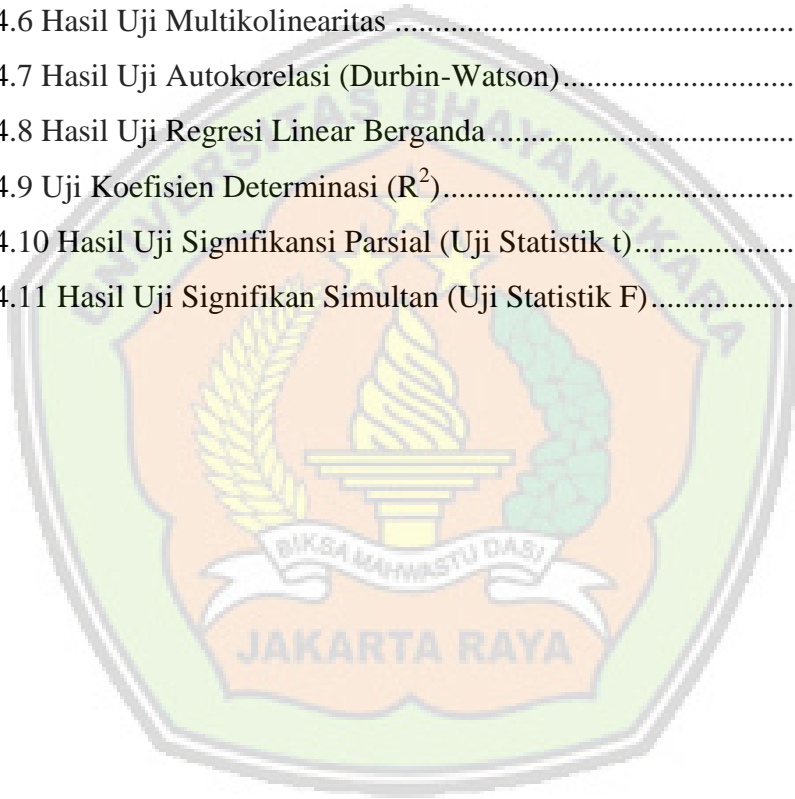 4.6 Hasil Uji Multikolinearitas ............................................
4.7 Hasil Uji Autokorelasi (Durbin-Watson).........................
4.8 Hasil Uji Regresi Linear Berganda .................................
4.9 Uji Koefisien Determinasi (R²).......................................
4.10 Hasil Uji Signifikansi Parsial (Uji Statistik t).................
4.11 Hasil Uji Signifikan Simultan (Uji Statistik F)................
UNIVERSITAS BHAYANGKARA
BIKSA MAHWASTU DASI
JAKARTA RAYA